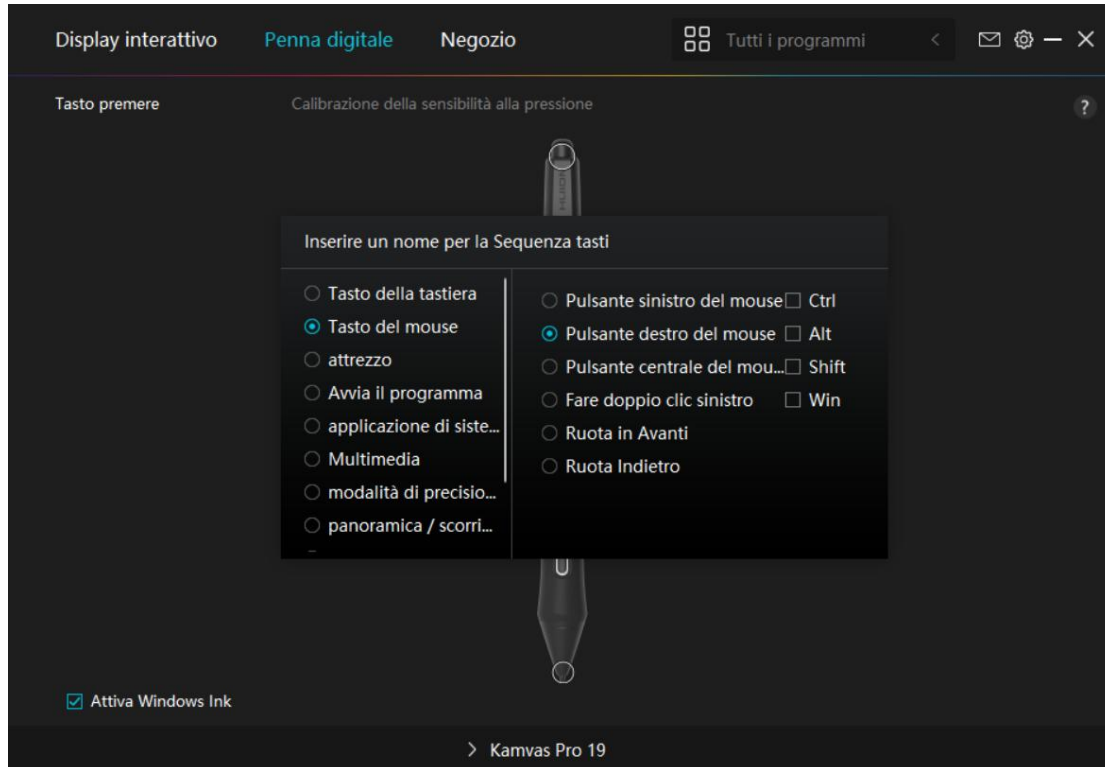 Display interattivo Penna digitale Negozio Tutti i programmi
Tasto premere Calibrazione della sensibilità alla pressione ?
HUION
Inserire un nome per la Sequenza tasti
Tasto della tastiera
Tasto del mouse
attrezzo
Avvia il programma
applicazione di siste...
Multimedia
modalità di precisio...
panoramica / scorri...
Pulsante sinistro del mouse Ctrl
Pulsante destro del mouse Alt
Pulsante centrale del mou... Shift
Fare doppio clic sinistro Win
Ruota in Avanti
Ruota Indietro
Attiva Windows Ink
Kamvas Pro 19